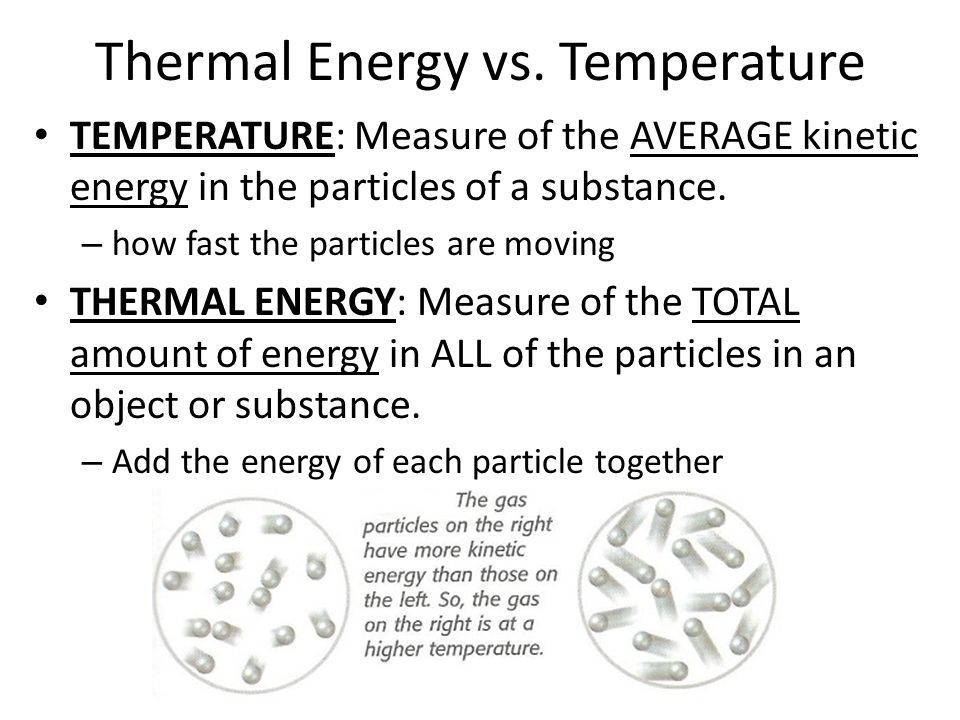 Thermal Energy vs. Temperature
• TEMPERATURE: Measure of the AVERAGE kinetic
energy in the particles of a substance.
– how fast the particles are moving
• THERMAL ENERGY: Measure of the TOTAL
amount of energy in ALL of the particles in an
object or substance.
– Add the energy of each particle together
The gas
particles on the right
have more kinetic
energy than those on
the left. So, the gas
on the right is at a
higher temperature.